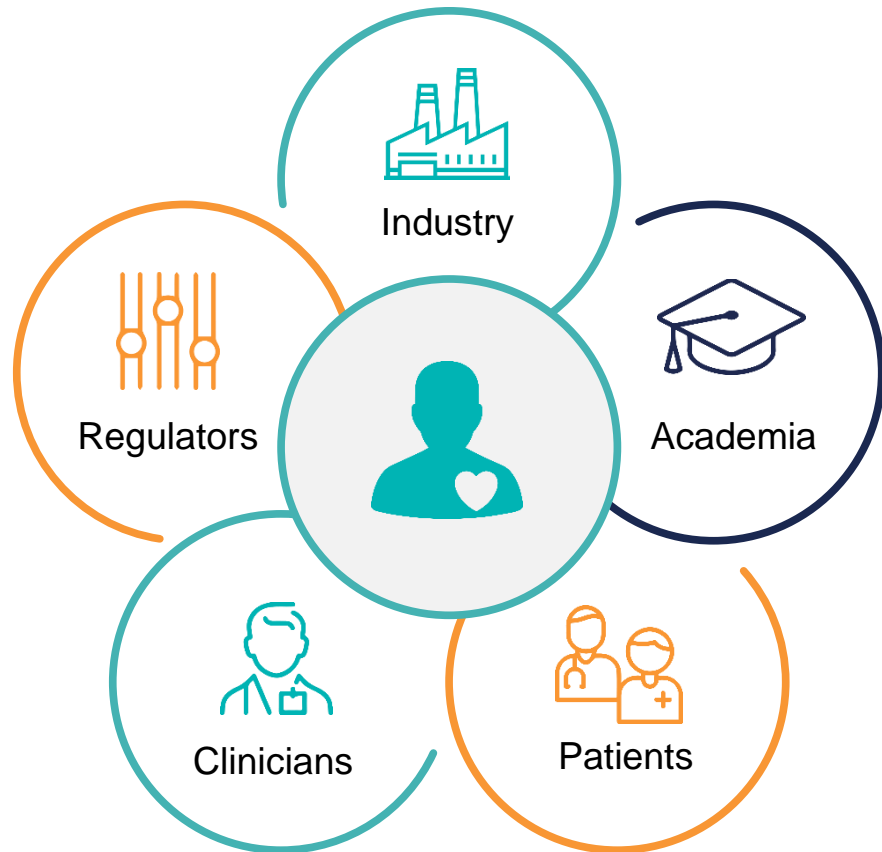 Industry
Regulators
Academia
Clinicians
Patients